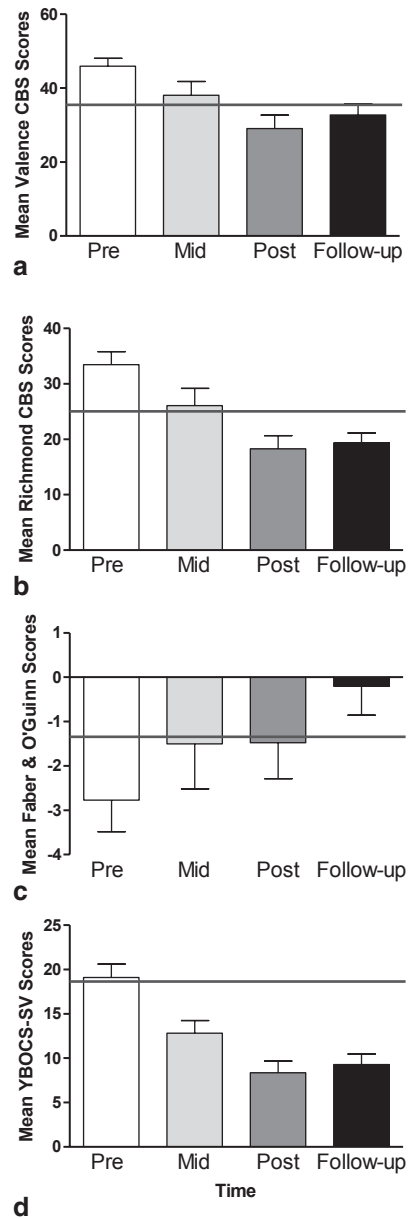 60
40
20
0
Mean Valence CBS Scores
Pre Mid Post Follow-up
a
40
30
20
10
0
Mean Richmond CBS Scores
Pre Mid Post Follow-up
b
1
0
-1
-2
-3
-4
Mean Faber & O'Guinn Scores
Pre Mid Post Follow-up
c
25
20
15
10
5
0
Mean YBOCS-SV Scores
Pre Mid Post Follow-up
Time
d